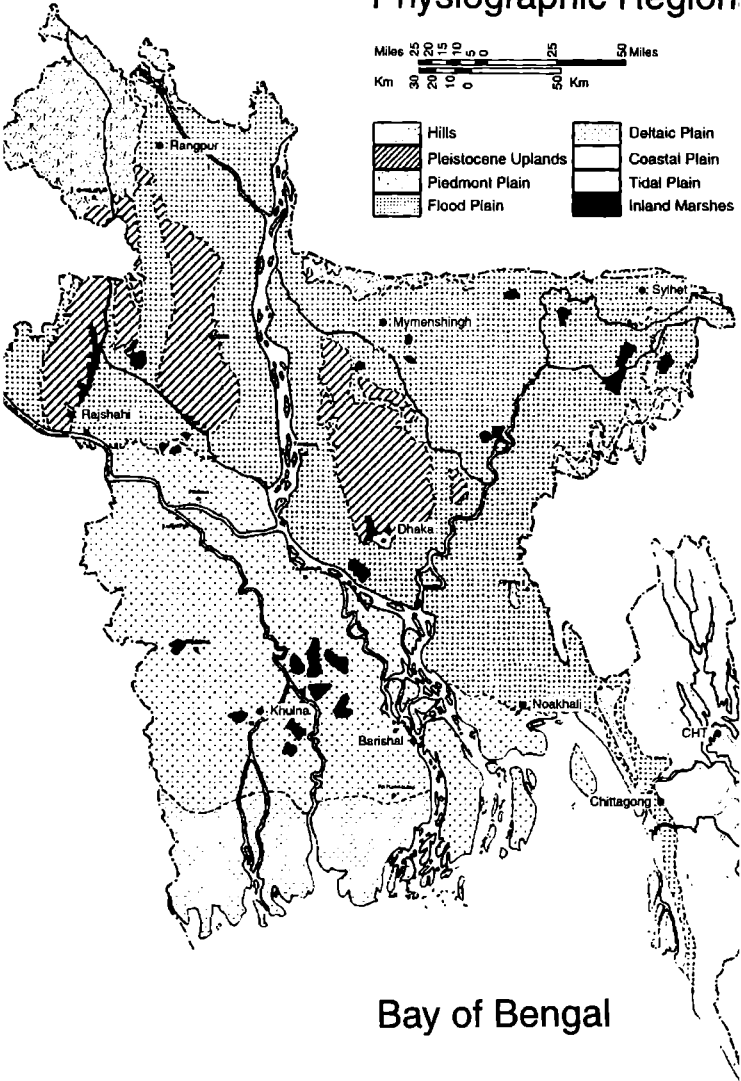 Physiographic Regions
Miles 25 20 15 10 5 0 25 50 Miles
Km 30 20 10 0 50 Km
Hills
Pleistocene Uplands
Piedmont Plain
Flood Plain
Deltaic Plain
Coastal Plain
Tidal Plain
Inland Marshes
Rangpur
Sylhet
Mymenshingh
Rajshahi
Dhaka
Noakhali
Khulna
CHT
Barishal
Chittagong
Bay of Bengal